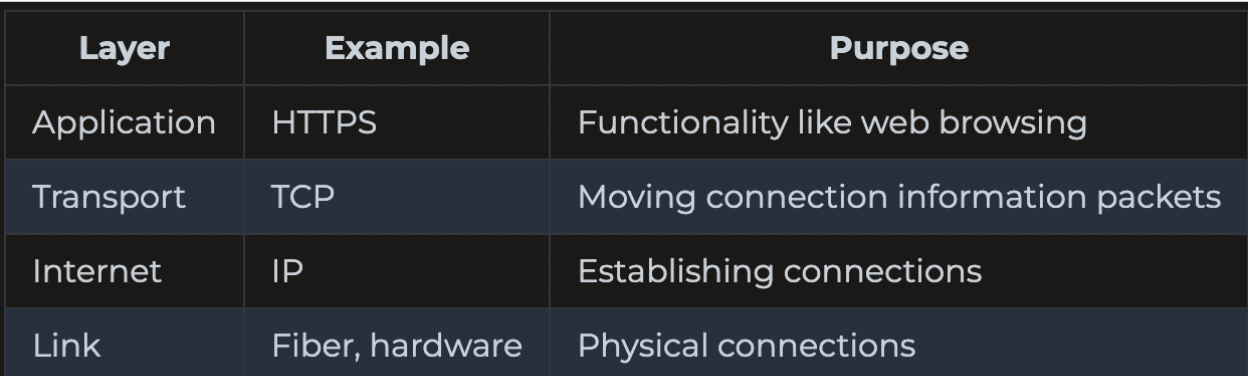 Layer Example Purpose
Application HTTPS Functionality like web browsing
Transport TCP Moving connection information packets
Internet IP Establishing connections
Link Fiber, hardware Physical connections